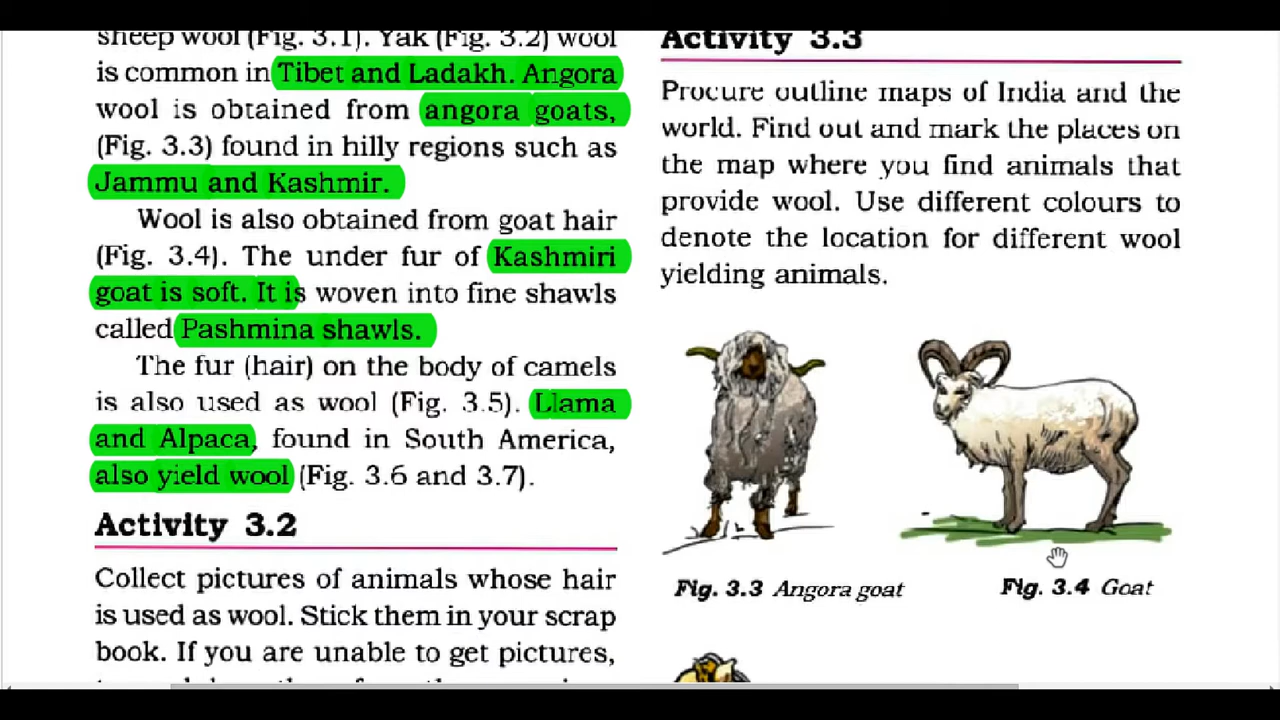 sheep wool (Fig. 3.1). Yak (Fig. 3.2) wool
is common in Tibet and Ladakh. Angora
wool is obtained from angora goats,
(Fig. 3.3) found in hilly regions such as
Jammu and Kashmir.
Wool is also obtained from goat hair
(Fig. 3.4). The under fur of Kashmiri
goat is soft. It is woven into fine shawls
called Pashmina shawls.
The fur (hair) on the body of camels
is also used as wool (Fig. 3.5). Llama
and Alpaca, found in South America,
also yield wool (Fig. 3.6 and 3.7).
Activity 3.2
Collect pictures of animals whose hair
is used as wool. Stick them in your scrap
book. If you are unable to get pictures,
Activity 3.3
Procure outline maps of India and the
world. Find out and mark the places on
the map where you find animals that
provide wool. Use different colours to
denote the location for different wool
yielding animals.
Fig. 3.3 Angora goat
Fig. 3.4 Goat